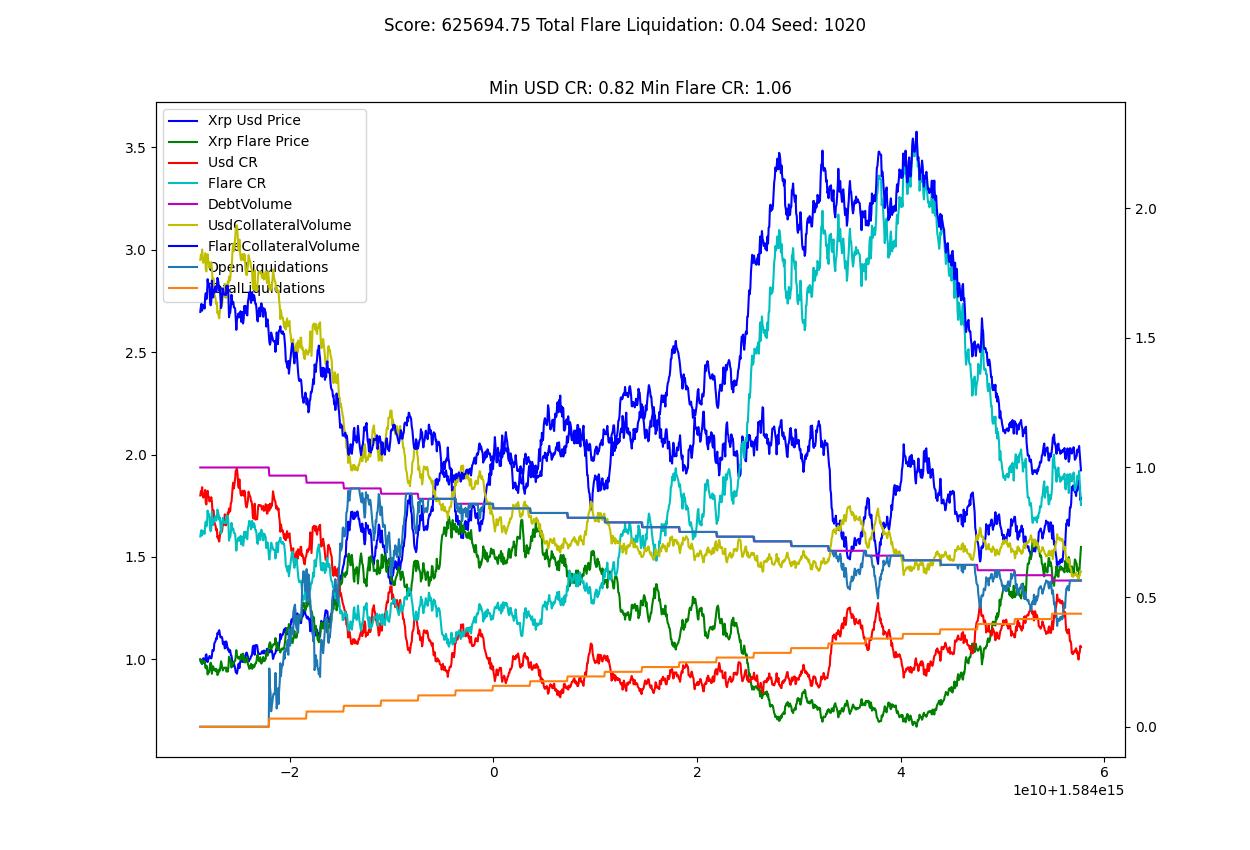 Score: 625694.75 Total Flare Liquidation: 0.04 Seed: 1020
Min USD CR: 0.82 Min Flare CR: 1.06
Xrp Usd Price
Xrp Flare Price
Usd CR
Flare CR
DebtVolume
UsdCollateralVolume
FlareCollateralVolume
OpenLiquidations
TotalLiquidations
3.5
3.0
2.5
2.0
1.5
1.0
2.0
1.5
1.0
0.5
0.0
−2
0
2
4
6
1e10+1.584e15